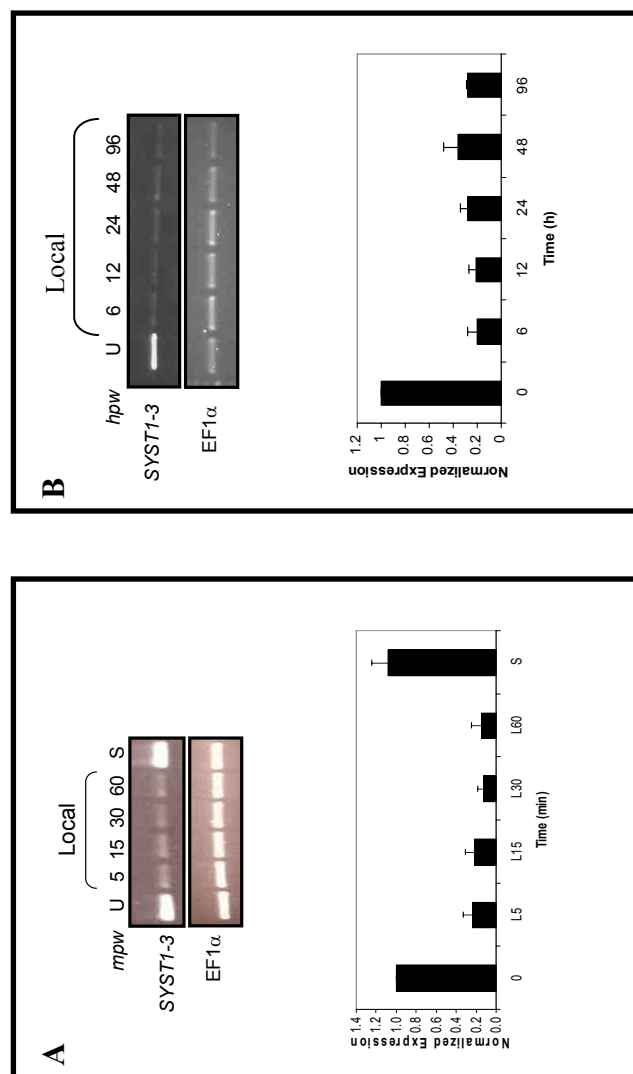 A
Local
mpw U 5 15 30 60 S
SYST1-3
EF1α
Normalized Expression
1.4
1.2
1.0
0.8
0.6
0.4
0.2
0.0
0 L5 L15 L30 L60 S
Time (min)
B
Local
hpw U 6 12 24 48 96
SYST1-3
EF1α
Normalized Expression
1.2
1
0.8
0.6
0.4
0.2
0
0 6 12 24 48 96
Time (h)